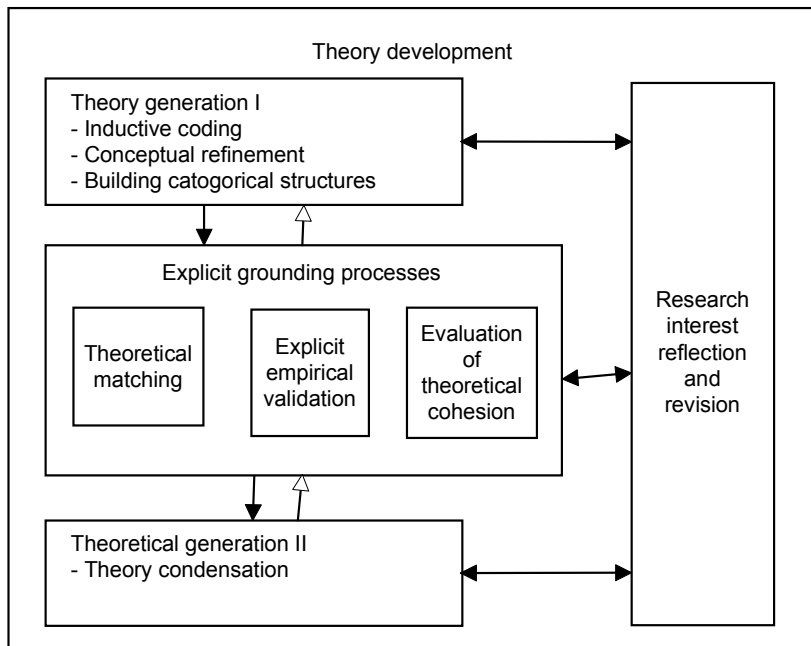 Theory development
Theory generation I
- Inductive coding
- Conceptual refinement
- Building catogorical structures
Explicit grounding processes
Theoretical
matching
Explicit
empirical
validation
Evaluation
of
theoretical
cohesion
Research
interest
reflection
and
revision
Theoretical generation II
- Theory condensation